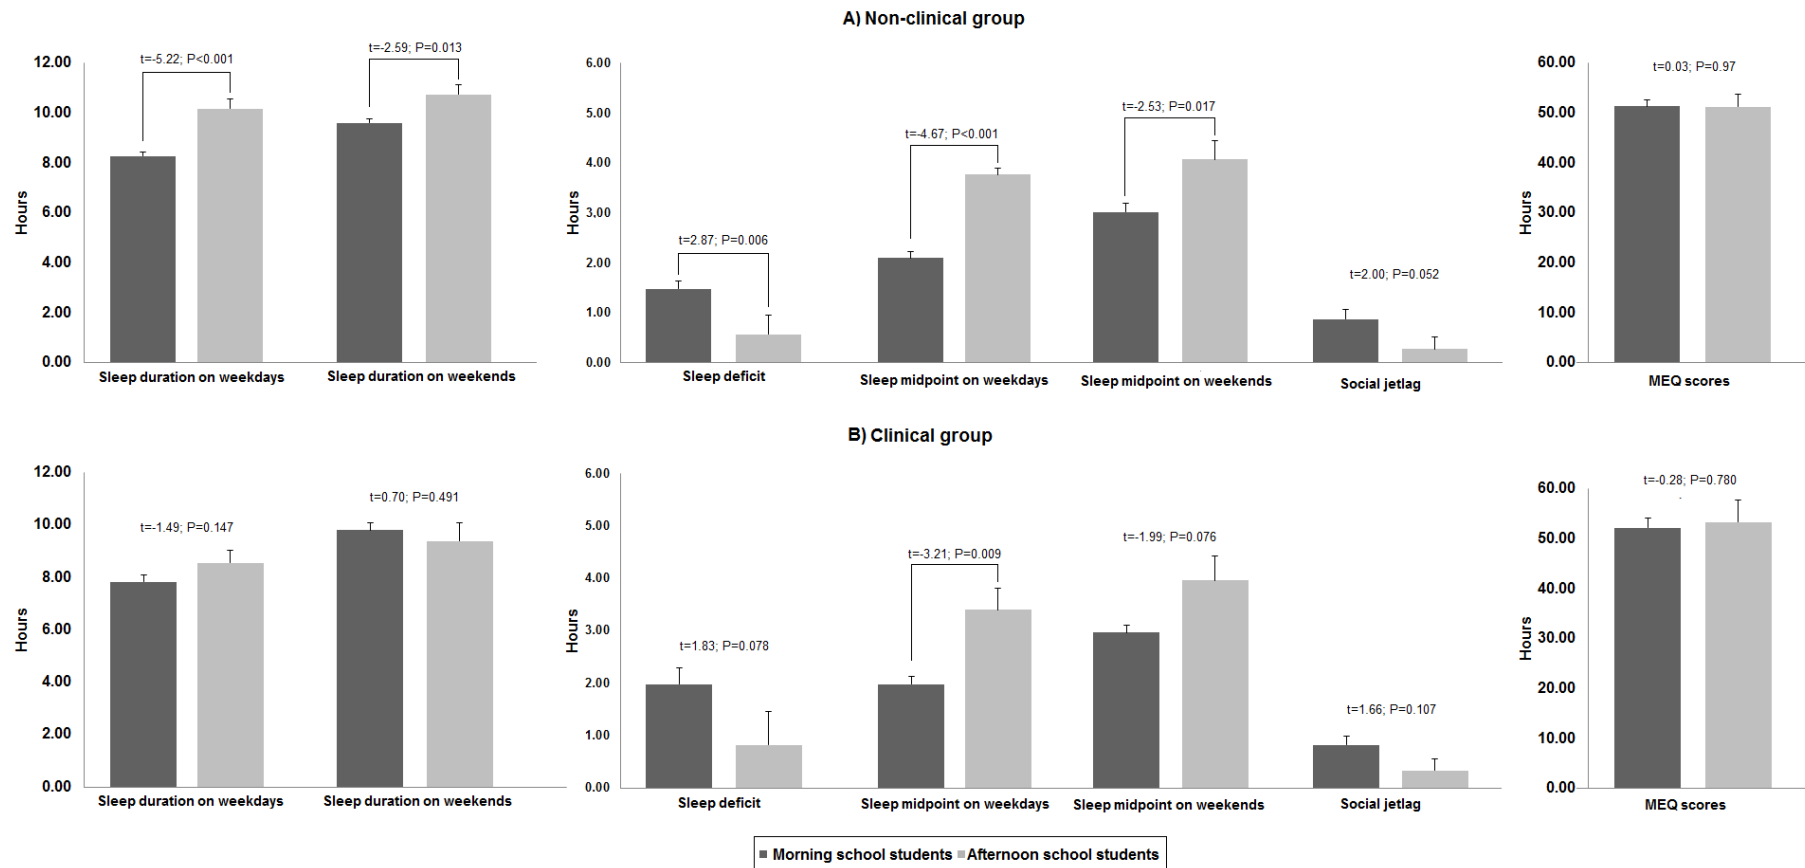 A) Non-clinical group
12.00
10.00
8.00
6.00
4.00
2.00
0.00
Hours
t=-5.22; P<0.001
t=-2.59; P=0.013
Sleep duration on weekdays
Sleep duration on weekends
6.00
5.00
4.00
3.00
2.00
1.00
0.00
Hours
t=2.87; P=0.006
t=-4.67; P<0.001
t=-2.53; P=0.017
t=2.00; P=0.052
Sleep deficit
Sleep midpoint on weekdays
Sleep midpoint on weekends
Social jetlag
60.00
50.00
40.00
30.00
20.00
10.00
0.00
Hours
t=0.03; P=0.97
MEQ scores
B) Clinical group
12.00
10.00
8.00
6.00
4.00
2.00
0.00
Hours
t=-1.49; P=0.147
t=0.70; P=0.491
Sleep duration on weekdays
Sleep duration on weekends
6.00
5.00
4.00
3.00
2.00
1.00
0.00
Hours
t=1.83; P=0.078
t=-3.21; P=0.009
t=-1.99; P=0.076
t=1.66; P=0.107
Sleep deficit
Sleep midpoint on weekdays
Sleep midpoint on weekends
Social jetlag
60.00
50.00
40.00
30.00
20.00
10.00
0.00
Hours
t=-0.28; P=0.780
MEQ scores
Morning school students
Afternoon school students